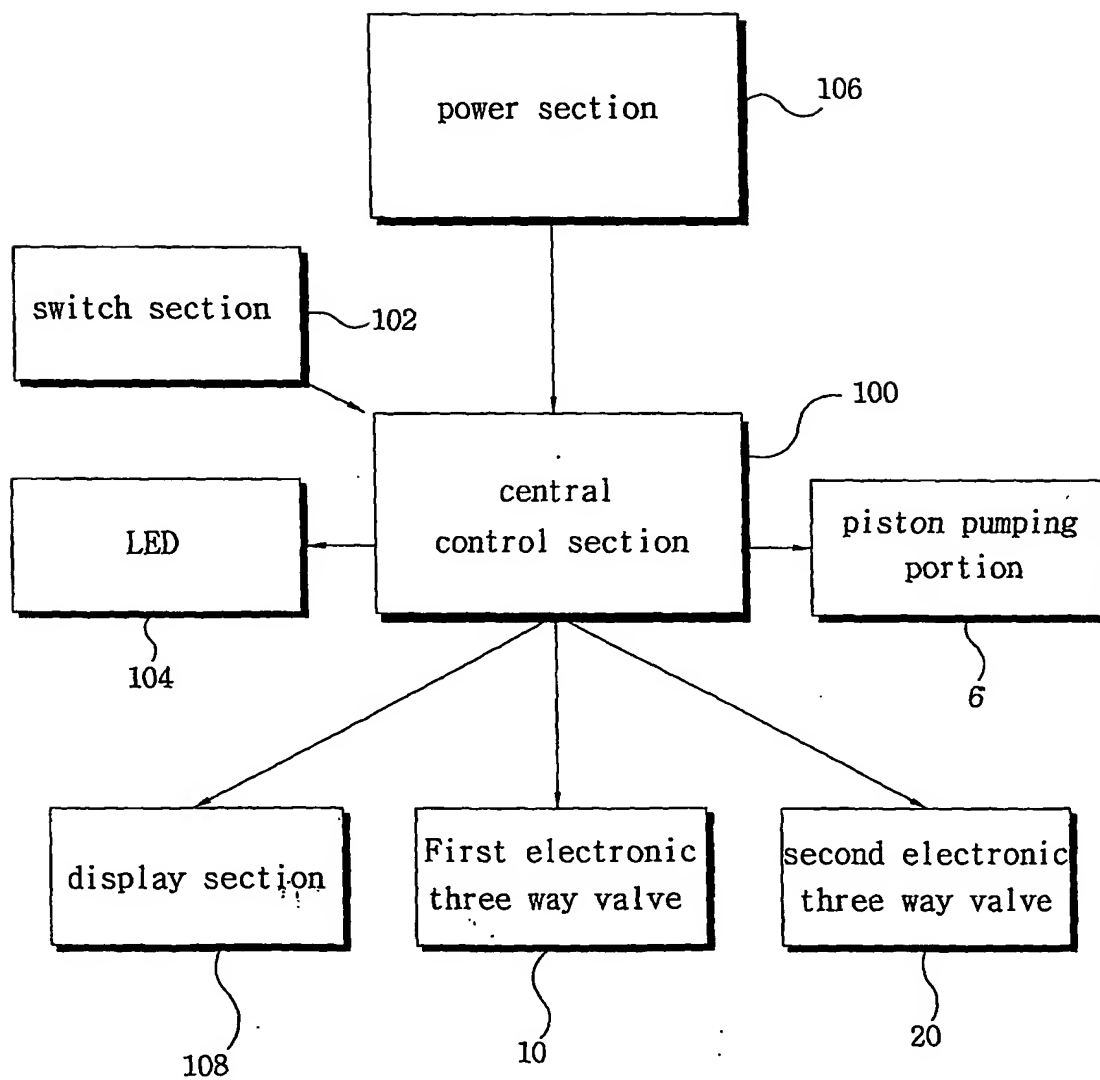 power section
106
switch section
102
100
central
control section
LED
104
piston pumping
portion
6
display section
108
First electronic
three way valve
10
second electronic
three way valve
20